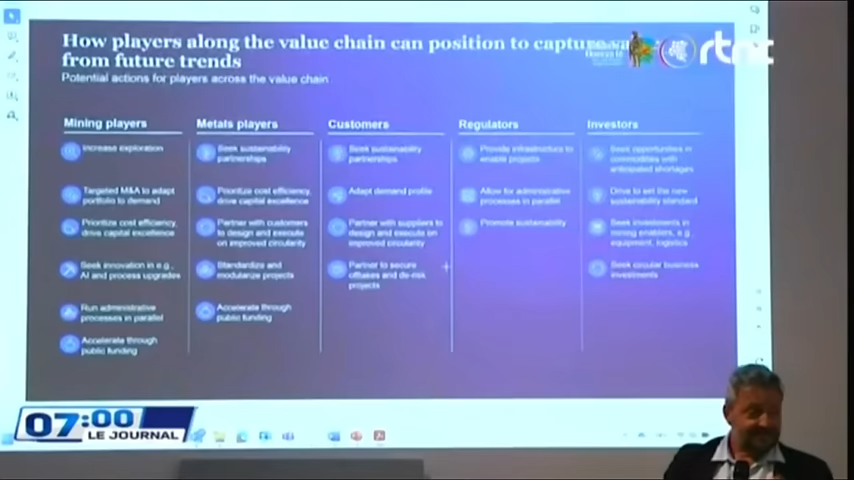 How players along the value chain can position to capture va
from future trends
Potential actions for players across the value chain
rtnc
Mining players
Increase exploration
Targeted M&A to adapt
portfolio to demand
Prioritize cost efficiency,
drive capital excellence
Seek innovation in e.g.,
AI and process upgrades
Run administrative
processes in parallel
Accelerate through
public funding
Metals players
Seek sustainability
partnerships
Prioritize cost efficiency,
drive capital excellence
Partner with customers
to design and execute
on improved circularity
Standardize and
modularize projects
Accelerate through
public funding
Customers
Seek sustainability
partnerships
Adapt demand profile
Partner with suppliers to
design and execute on
improved circularity
Partner to secure
offtakes and de-risk
projects
Regulators
Provide infrastructure to
enable projects
Allow for administrative
processes in parallel
Promote sustainability
Investors
Seek opportunities in
commodities with
anticipated shortages
Drive to set the new
sustainability standard
Seek investments in
mining enablers, e.g.
equipment, logistics
Seek circular business
investments
07:00
LE JOURNAL